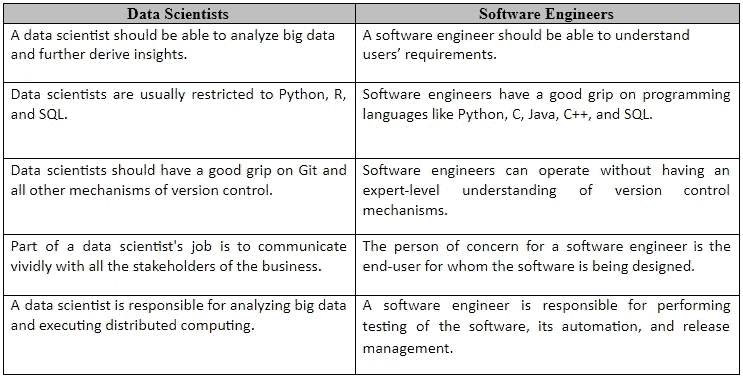 Data Scientists
Software Engineers
A data scientist should be able to analyze big data
and further derive insights.
A software engineer should be able to understand
users’ requirements.
Data scientists are usually restricted to Python, R,
and SQL.
Software engineers have a good grip on programming
languages like Python, C, Java, C++, and SQL.
Data scientists should have a good grip on Git and
all other mechanisms of version control.
Software engineers can operate without having an
expert-level understanding of version control
mechanisms.
Part of a data scientist's job is to communicate
vividly with all the stakeholders of the business.
The person of concern for a software engineer is the
end-user for whom the software is being designed.
A data scientist is responsible for analyzing big data
and executing distributed computing.
A software engineer is responsible for performing
testing of the software, its automation, and release
management.